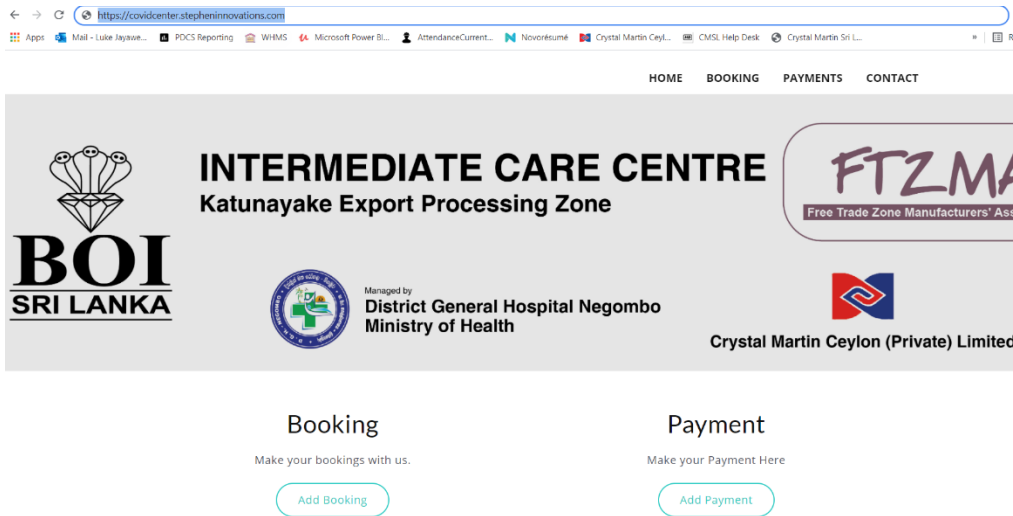 https://covidcenter.stepheninnovations.com
Apps Mail - Luke Jayawe... PDCS Reporting WHIMS Microsoft Power BI... AttendanceCurrent... Novorésumé Crystal Martin Ceyl... CMSL Help Desk Crystal Martin Sri L... » R
HOME BOOKING PAYMENTS CONTACT
INTERMEDIATE CARE CENTRE
Katunayake Export Processing Zone
FTZMA
Free Trade Zone Manufacturers' Ass
BOI
SRI LANKA
Managed by
District General Hospital Negombo
Ministry of Health
Crystal Martin Ceylon (Private) Limited
Booking
Payment
Make your bookings with us.
Make your Payment Here
Add Booking
Add Payment